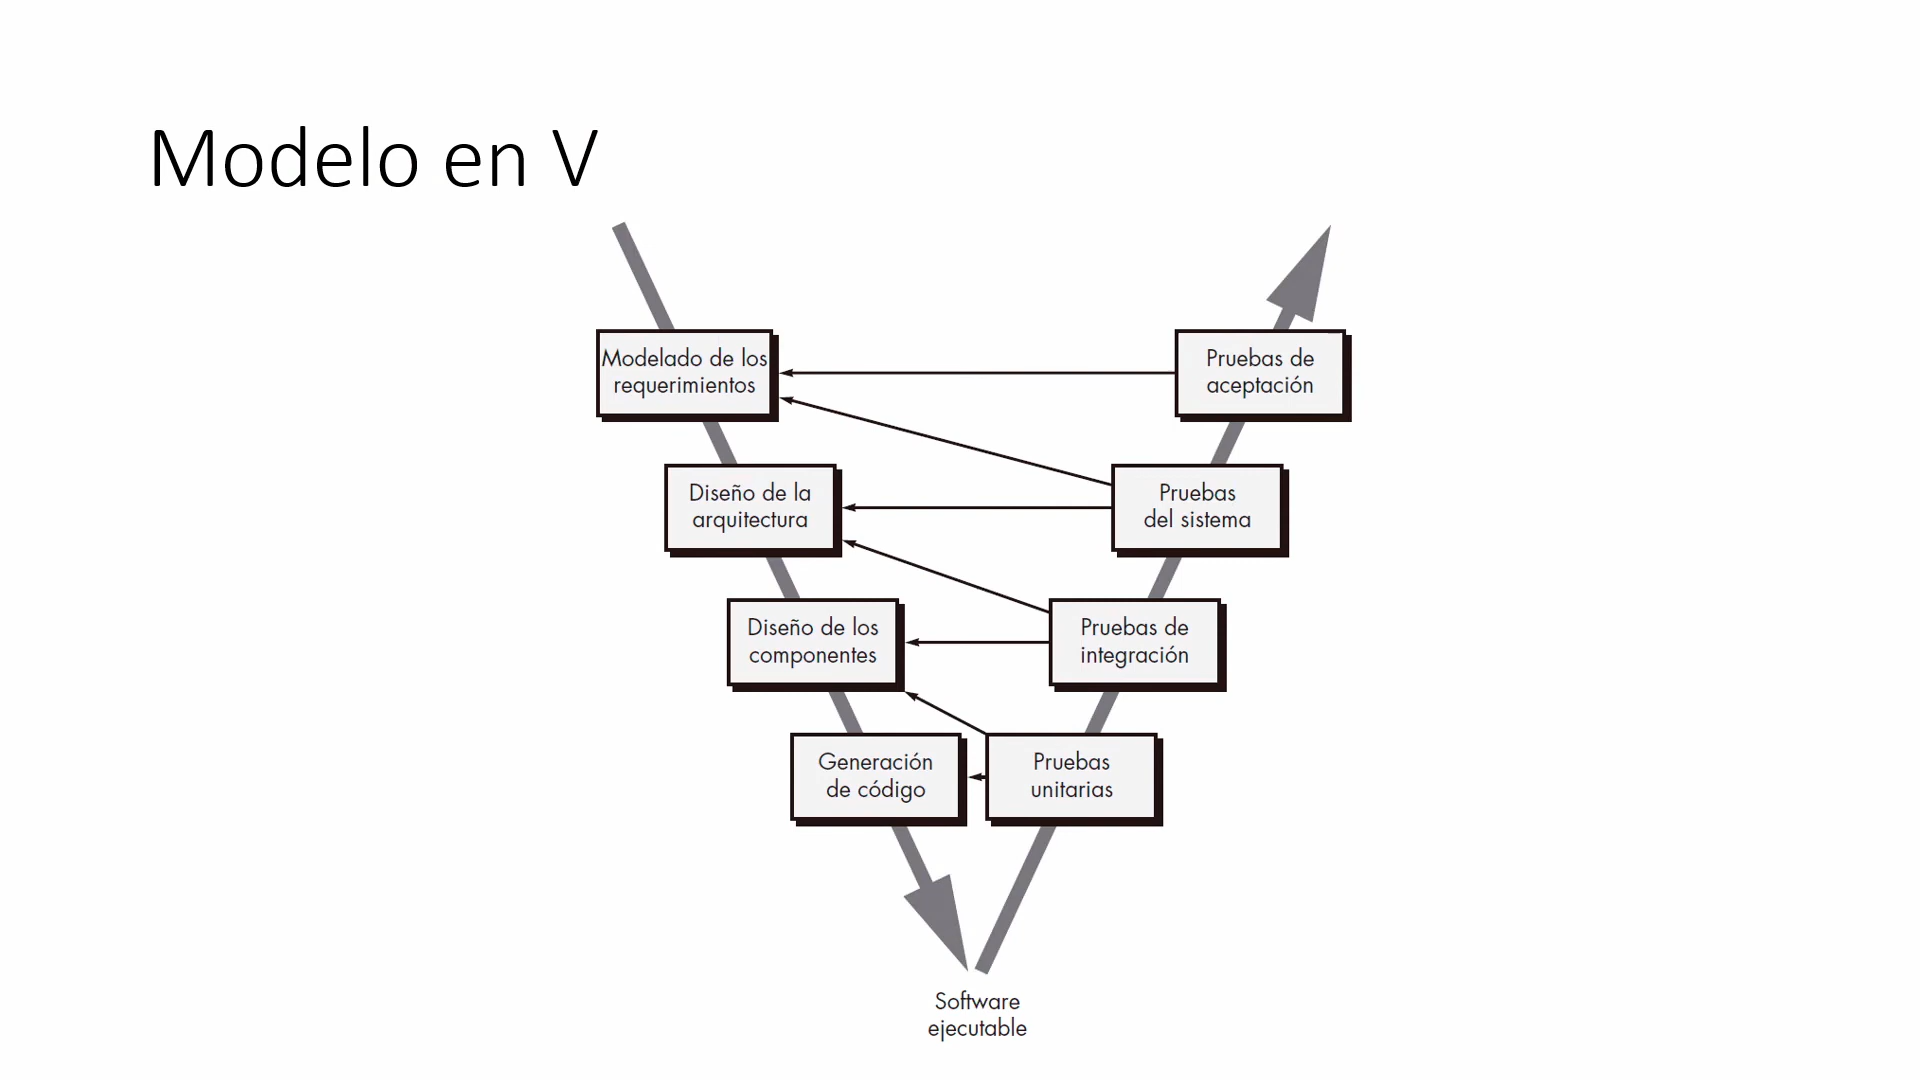 Modelo en V
Modelado de los
requerimientos
Pruebas de
aceptación
Diseño de la
arquitectura
Pruebas
del sistema
Diseño de los
componentes
Pruebas de
integración
Generación
de código
Pruebas
unitarias
Software
ejecutable